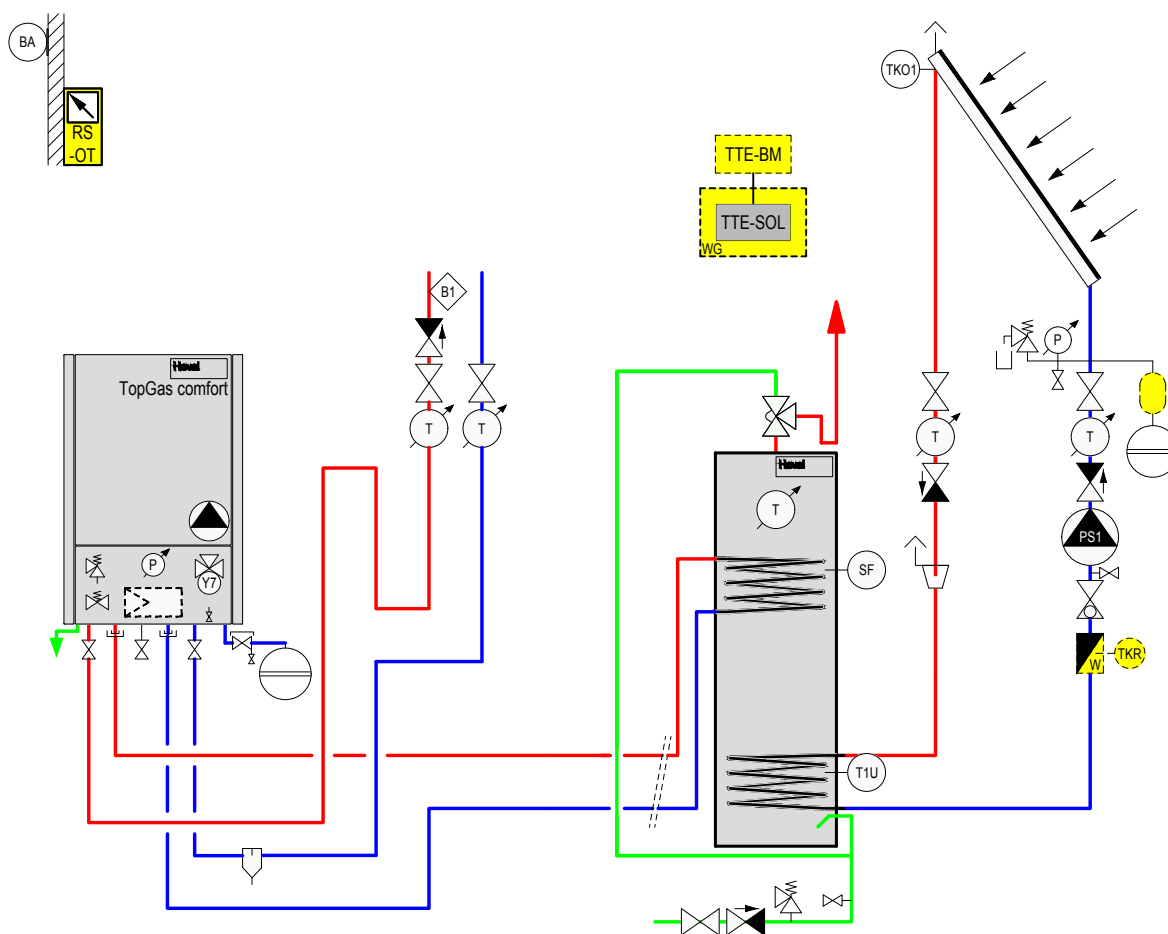 BA
RS
-OT
TKO1
TTE-BM
TTE-SOL
WG
B1
P
Hoval
TopGas comfort
T
T
T
T
Hoval
T
PS1
P
Y7
SF
W
TKR
T1U